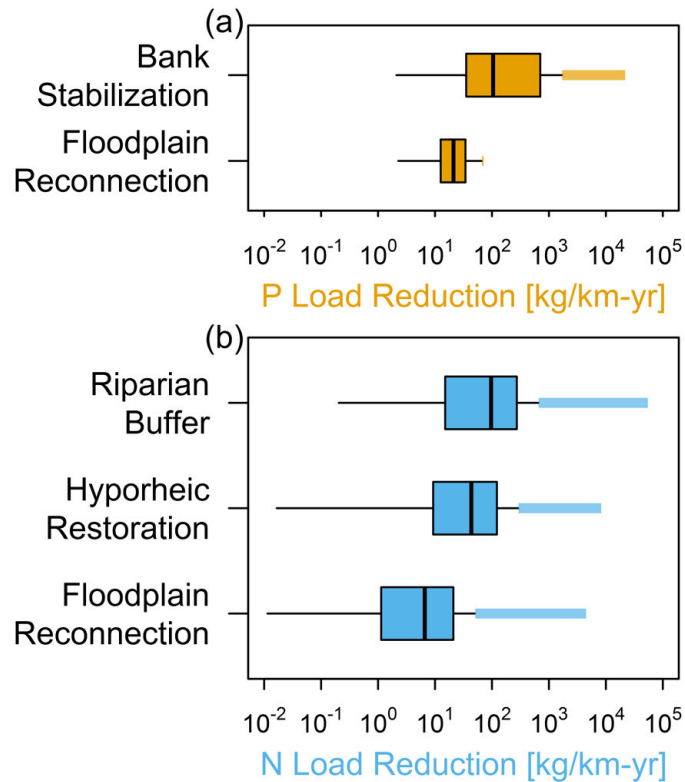 (a)
Bank
Stabilization
Floodplain
Reconnection
10⁻² 10⁻¹ 10⁰ 10¹ 10² 10³ 10⁴ 10⁵
P Load Reduction [kg/km-yr]
(b)
Riparian
Buffer
Hyporheic
Restoration
Floodplain
Reconnection
10⁻² 10⁻¹ 10⁰ 10¹ 10² 10³ 10⁴ 10⁵
N Load Reduction [kg/km-yr]